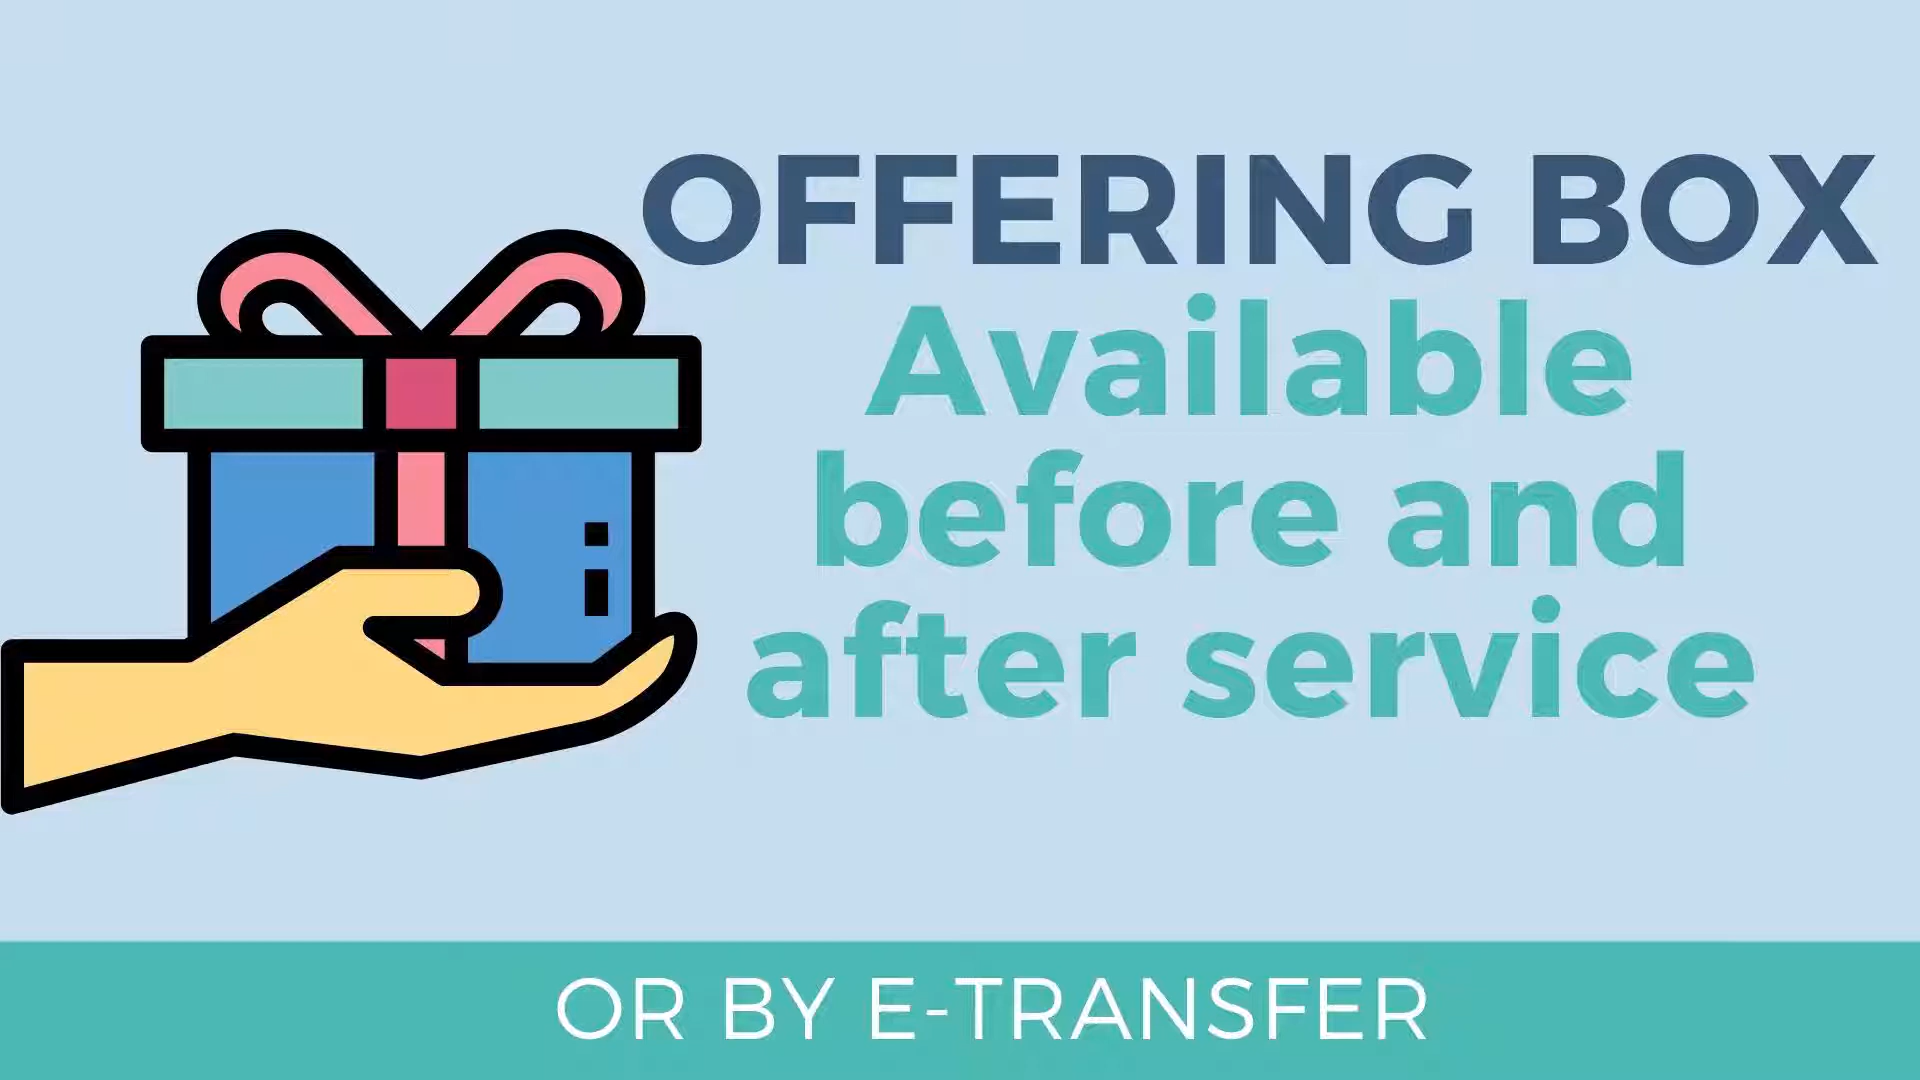 OFFERING BOX
Available
before and
after service
OR BY E-TRANSFER